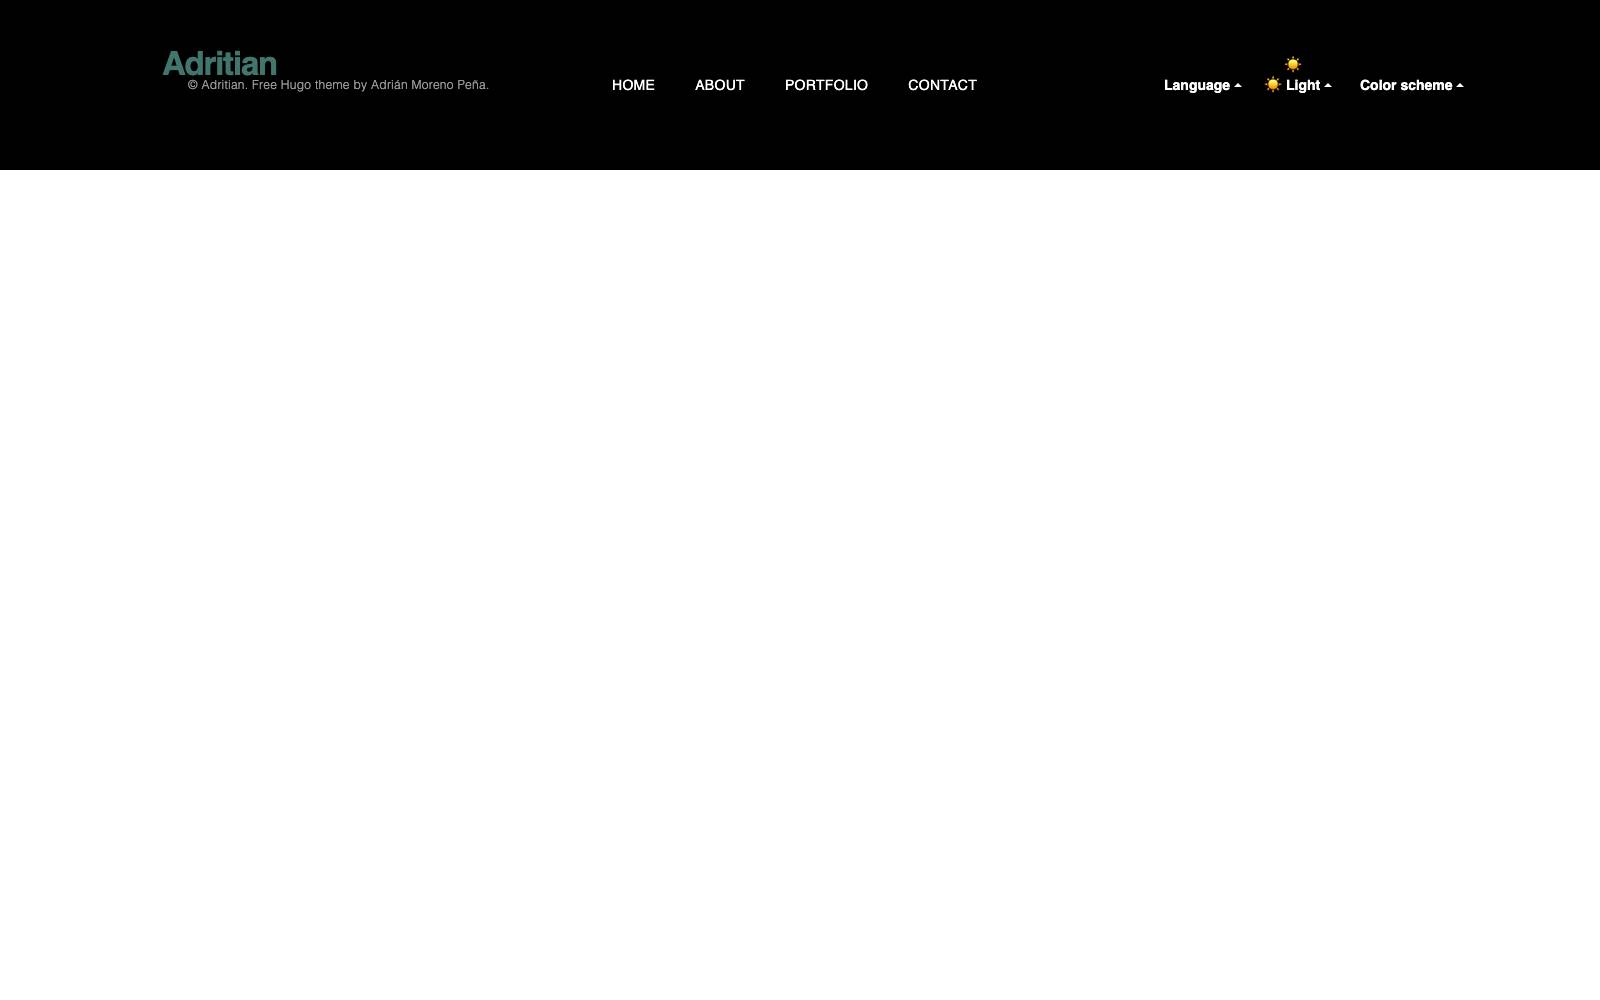 Adritian
© Adritian. Free Hugo theme by Adrián Moreno Peña.
HOME ABOUT PORTFOLIO CONTACT
Language Light Color scheme